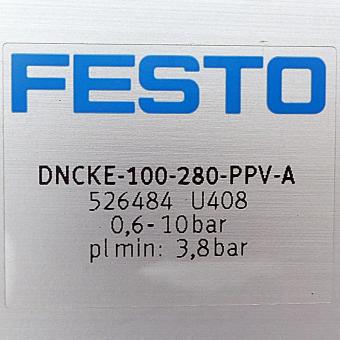 FESTO
DNCKE-100-280-PPV-A
526484 U408
0,6-10bar
pl min: 3,8bar